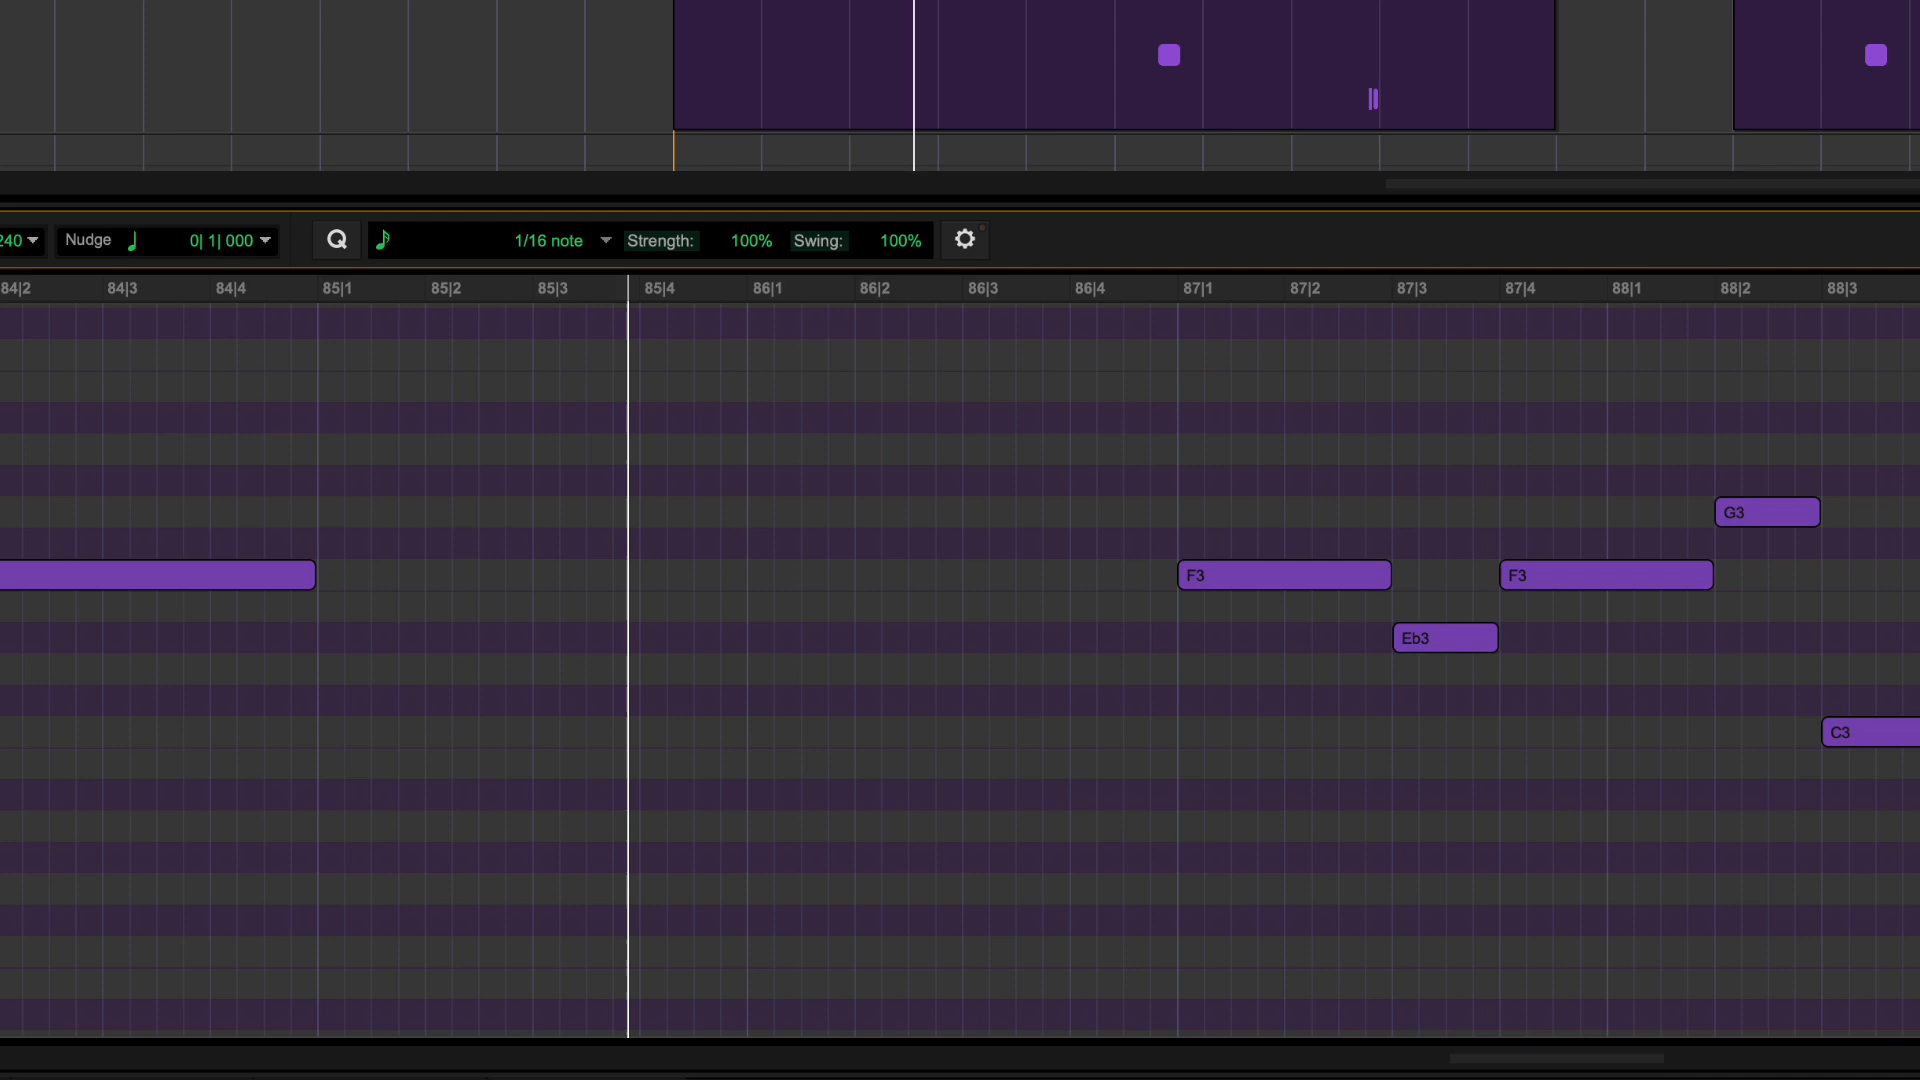 240 Nudge 0| 1| 000 Q 1/16 note Strength: 100% Swing: 100%
84|2 84|3 84|4 85|1 85|2 85|3 85|4 86|1 86|2 86|3 86|4 87|1 87|2 87|3 87|4 88|1 88|2 88|3
G3
F3 F3
Eb3
C3